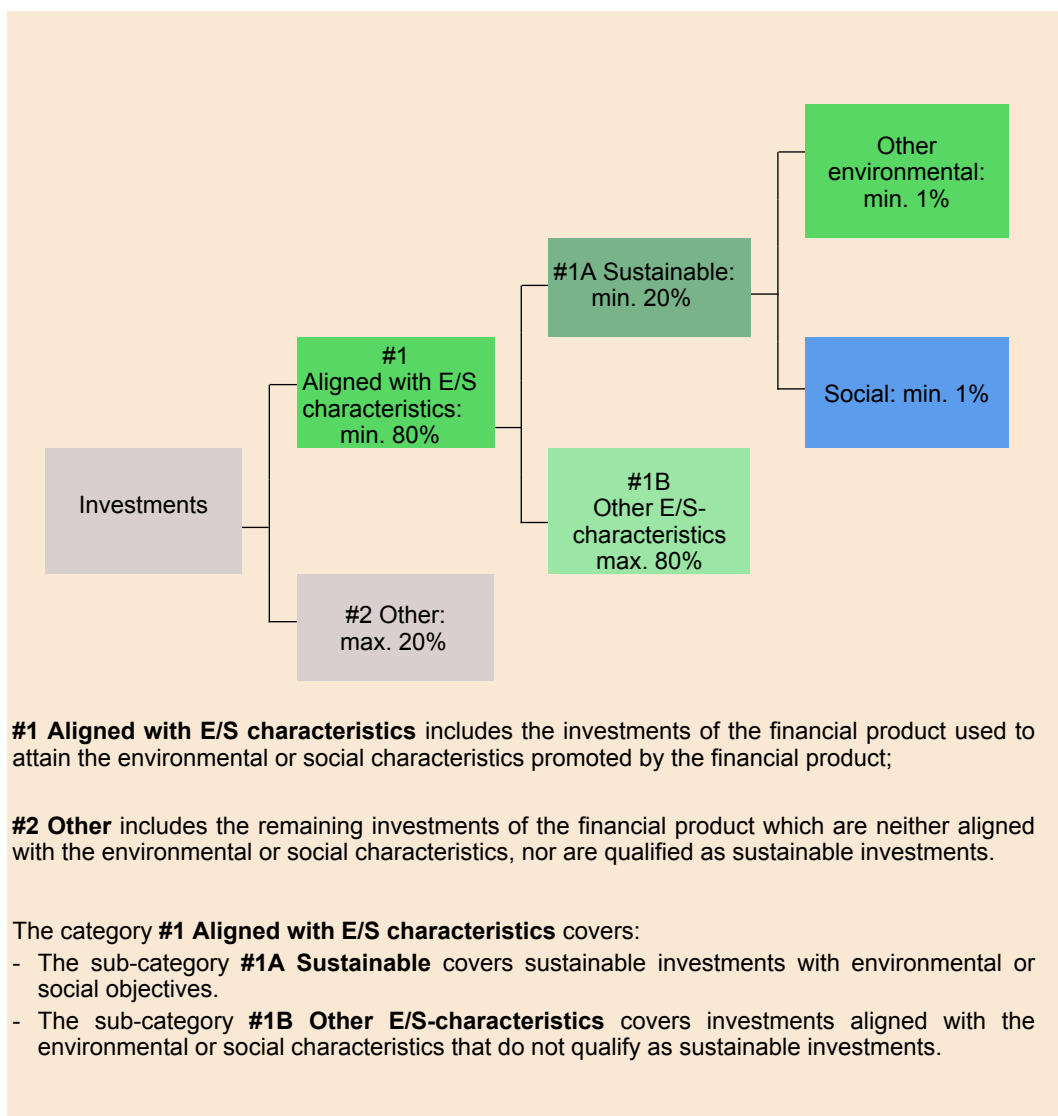 Other
environmental:
min. 1%
#1A Sustainable:
min. 20%
#1
Aligned with E/S
characteristics:
min. 80%
Social: min. 1%
Investments
#1B
Other E/S-
characteristics
max. 80%
#2 Other:
max. 20%
#1 Aligned with E/S characteristics includes the investments of the financial product used to
attain the environmental or social characteristics promoted by the financial product;
#2 Other includes the remaining investments of the financial product which are neither aligned
with the environmental or social characteristics, nor are qualified as sustainable investments.
The category #1 Aligned with E/S characteristics covers:
- The sub-category #1A Sustainable covers sustainable investments with environmental or
social objectives.
- The sub-category #1B Other E/S-characteristics covers investments aligned with the
environmental or social characteristics that do not qualify as sustainable investments.